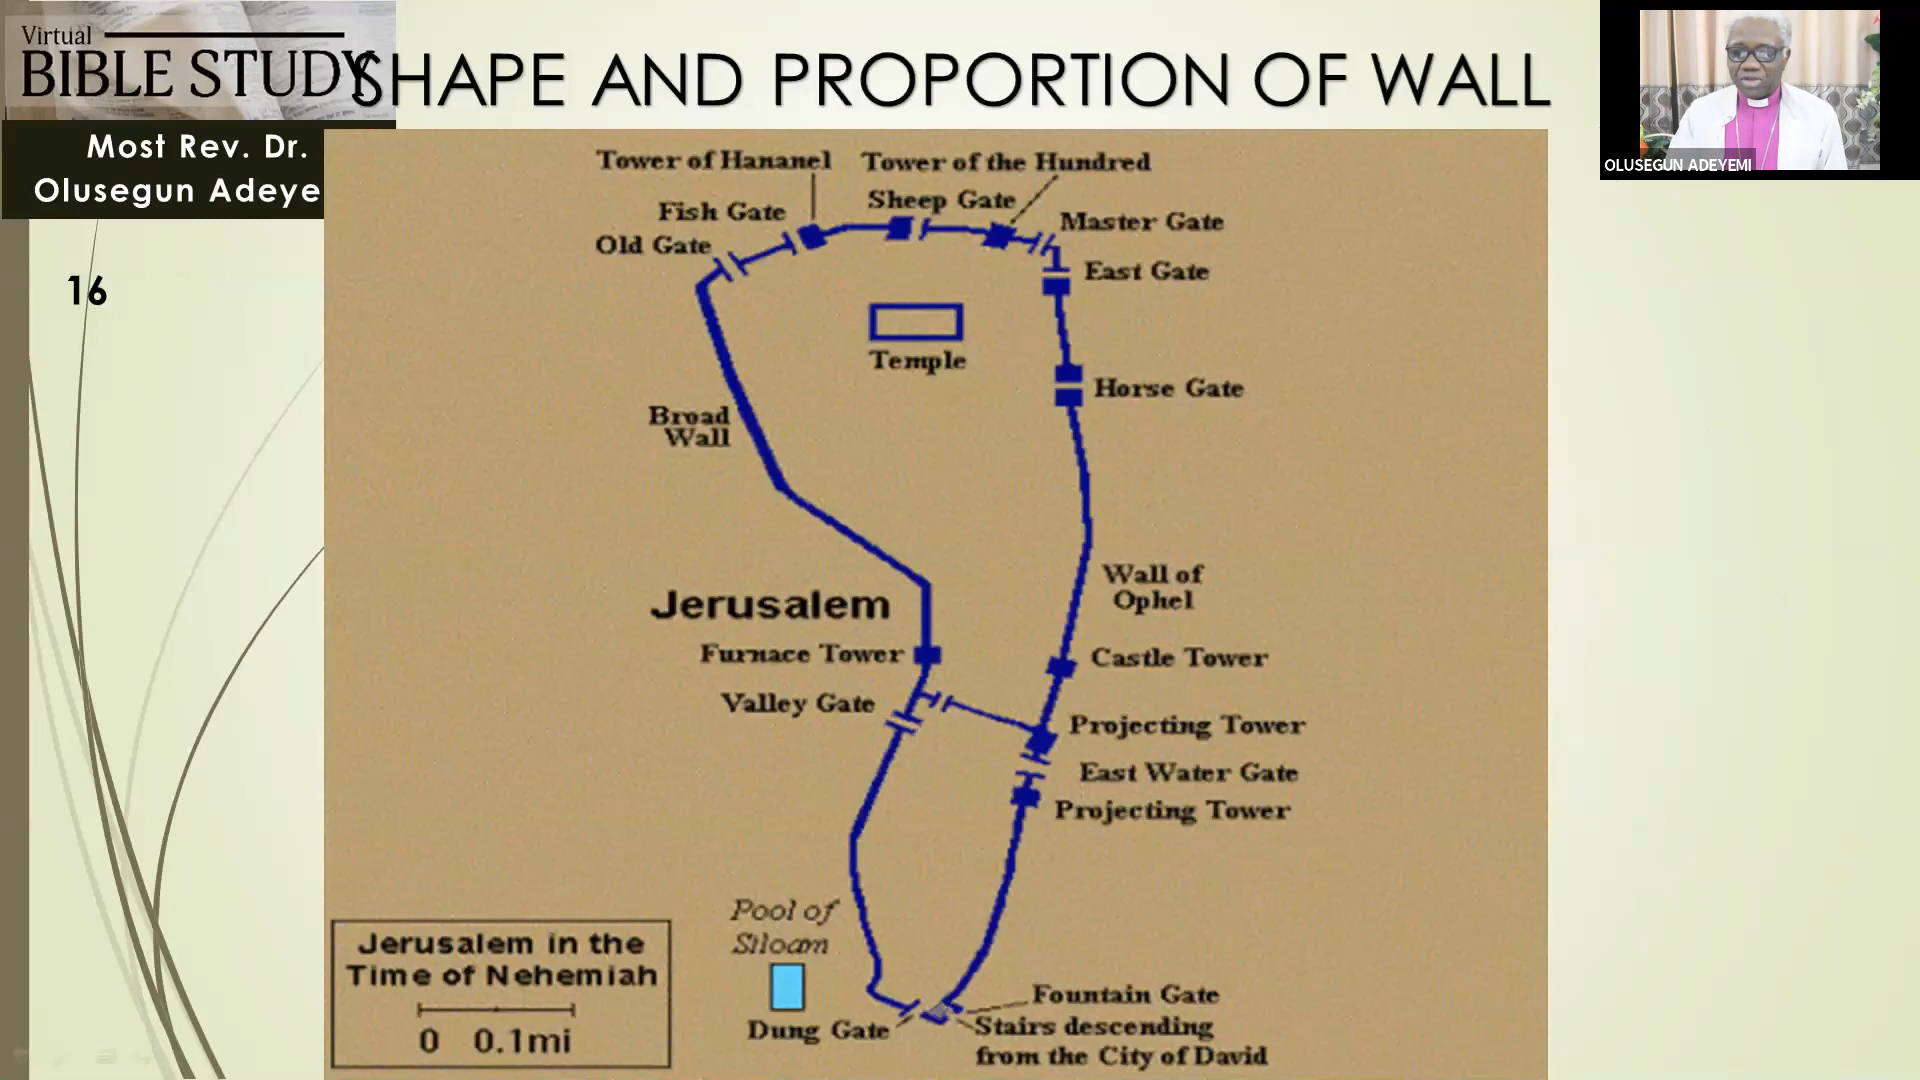 Virtual
BIBLE STUDY
SHAPE AND PROPORTION OF WALL
Most Rev. Dr.
Olusegun Adeye
16
OLUSEGUN ADEYEMI
Tower of Hananel
Tower of the Hundred
Sheep Gate
Fish Gate
Master Gate
Old Gate
East Gate
Temple
Horse Gate
Broad
Wall
Wall of
Ophel
Jerusalem
Furnace Tower
Castle Tower
Valley Gate
Projecting Tower
East Water Gate
Projecting Tower
Pool of
Siloam
Jerusalem in the
Time of Nehemiah
0 0.1mi
Fountain Gate
Dung Gate
Stairs descending
from the City of David